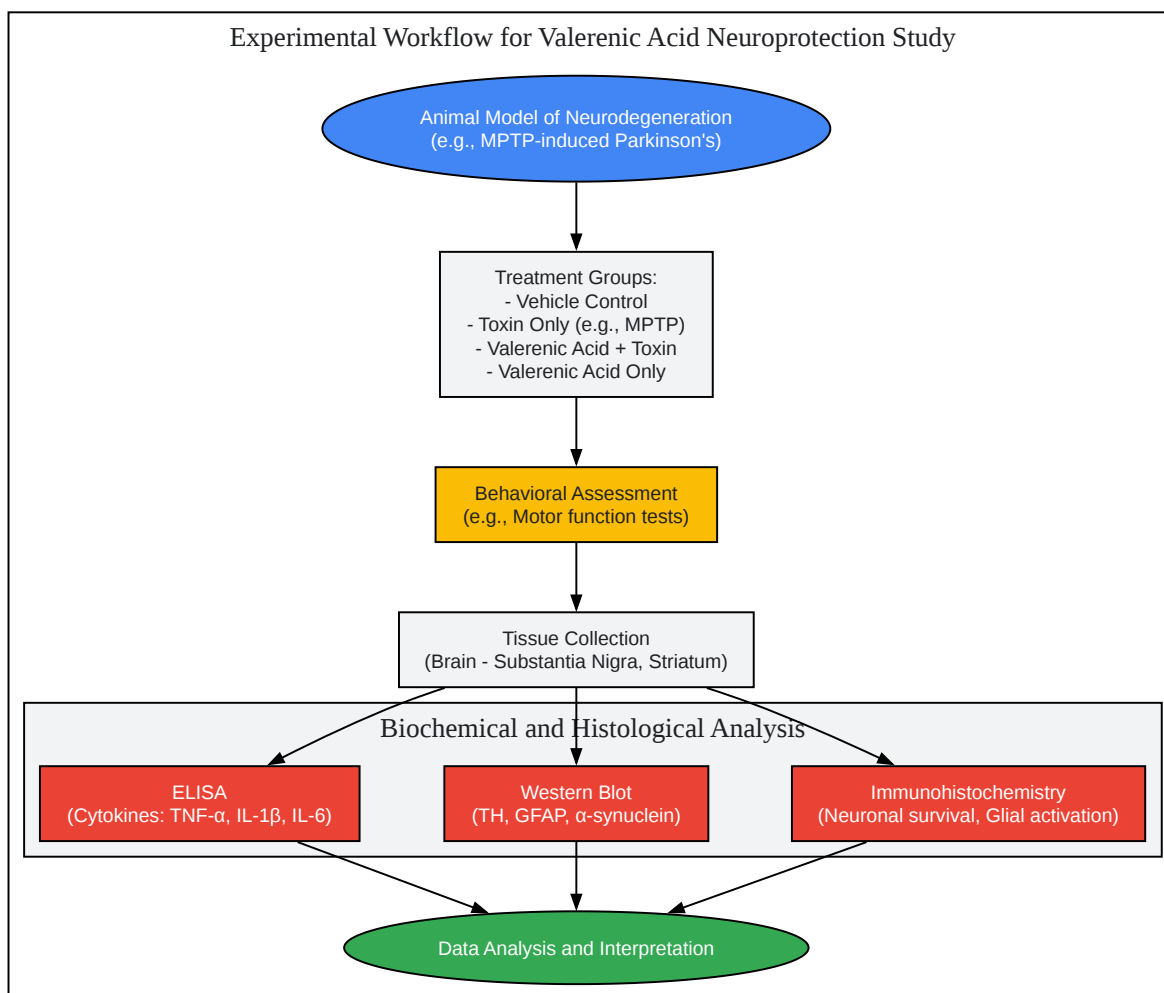 Experimental Workflow for Valerenic Acid Neuroprotection Study
Animal Model of Neurodegeneration
(e.g., MPTP-induced Parkinson's)
Treatment Groups:
- Vehicle Control
- Toxin Only (e.g., MPTP)
- Valerenic Acid + Toxin
- Valerenic Acid Only
Behavioral Assessment
(e.g., Motor function tests)
Tissue Collection
(Brain - Substantia Nigra, Striatum)
Biochemical and Histological Analysis
ELISA
(Cytokines: TNF-α, IL-1β, IL-6)
Western Blot
(TH, GFAP, α-synuclein)
Immunohistochemistry
(Neuronal survival, Glial activation)
Data Analysis and Interpretation